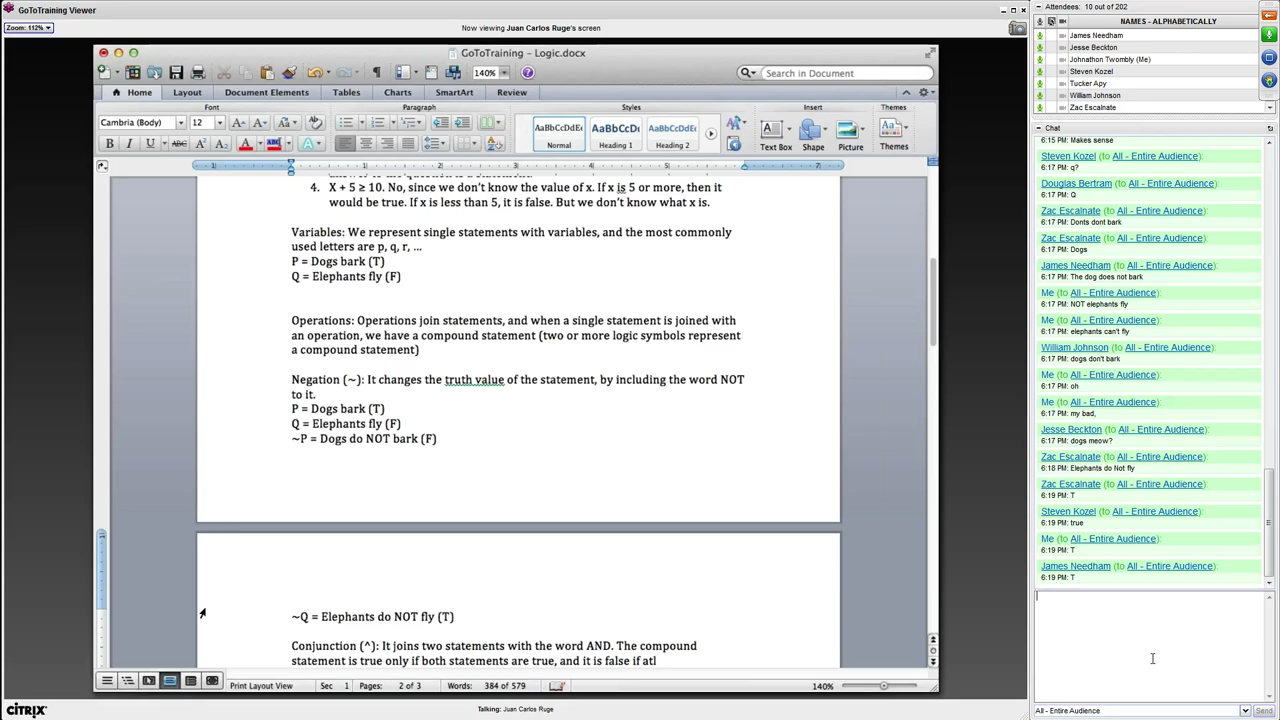 GoToTraining Viewer
Zoom: 112%
Now viewing Juan Carlos Ruge's screen
GoToTraining - Logic.docx
140%
Search in Document
Home
Layout
Document Elements
Tables
Charts
SmartArt
Review
Font
Paragraph
Styles
Insert
Themes
Cambria (Body)
12
AaBbCcDdEe
AaBbCcDc
AaBbCcDdEe
Normal
Heading 1
Heading 2
Text Box
Shape
Picture
Themes
4. X + 5 ≥ 10. No, since we don't know the value of x. If x is 5 or more, then it
would be true. If x is less than 5, it is false. But we don't know what x is.
Variables: We represent single statements with variables, and the most commonly
used letters are p, q, r, ...
P = Dogs bark (T)
Q = Elephants fly (F)
Operations: Operations join statements, and when a single statement is joined with
an operation, we have a compound statement (two or more logic symbols represent
a compound statement)
Negation (~): It changes the truth value of the statement, by including the word NOT
to it.
P = Dogs bark (T)
Q = Elephants fly (F)
~P = Dogs do NOT bark (F)
~Q = Elephants do NOT fly (T)
Conjunction (^): It joins two statements with the word AND. The compound
statement is true only if both statements are true, and it is false if atl
Print Layout View
Sec 1
Pages: 2 of 3
Words: 384 of 579
140%
CITRIX
Talking: Juan Carlos Ruge
Attendees: 10 out of 202
NAMES - ALPHABETICALLY
James Needham
Jesse Beckton
Johnathon Twombly (Me)
Steven Kozel
Tucker Apy
William Johnson
Zac Escalnate
Chat
6:15 PM: Makes sense
Steven Kozel (to All - Entire Audience):
6:17 PM: q?
Douglas Bertram (to All - Entire Audience):
6:17 PM: Q
Zac Escalnate (to All - Entire Audience):
6:17 PM: Donts dont bark
Zac Escalnate (to All - Entire Audience):
6:17 PM: Dogs
James Needham (to All - Entire Audience):
6:17 PM: The dog does not bark
Me (to All - Entire Audience):
6:17 PM: NOT elephants fly
Me (to All - Entire Audience):
6:17 PM: elephants can't fly
William Johnson (to All - Entire Audience):
6:17 PM: dogs don't bark
Me (to All - Entire Audience):
6:17 PM: oh
Me (to All - Entire Audience):
6:17 PM: my bad,
Jesse Beckton (to All - Entire Audience):
6:17 PM: dogs meow?
Zac Escalnate (to All - Entire Audience):
6:18 PM: Elephants do Not fly
Zac Escalnate (to All - Entire Audience):
6:19 PM: T
Steven Kozel (to All - Entire Audience):
6:19 PM: true
Me (to All - Entire Audience):
6:19 PM: T
James Needham (to All - Entire Audience):
6:19 PM: T
All - Entire Audience
Send